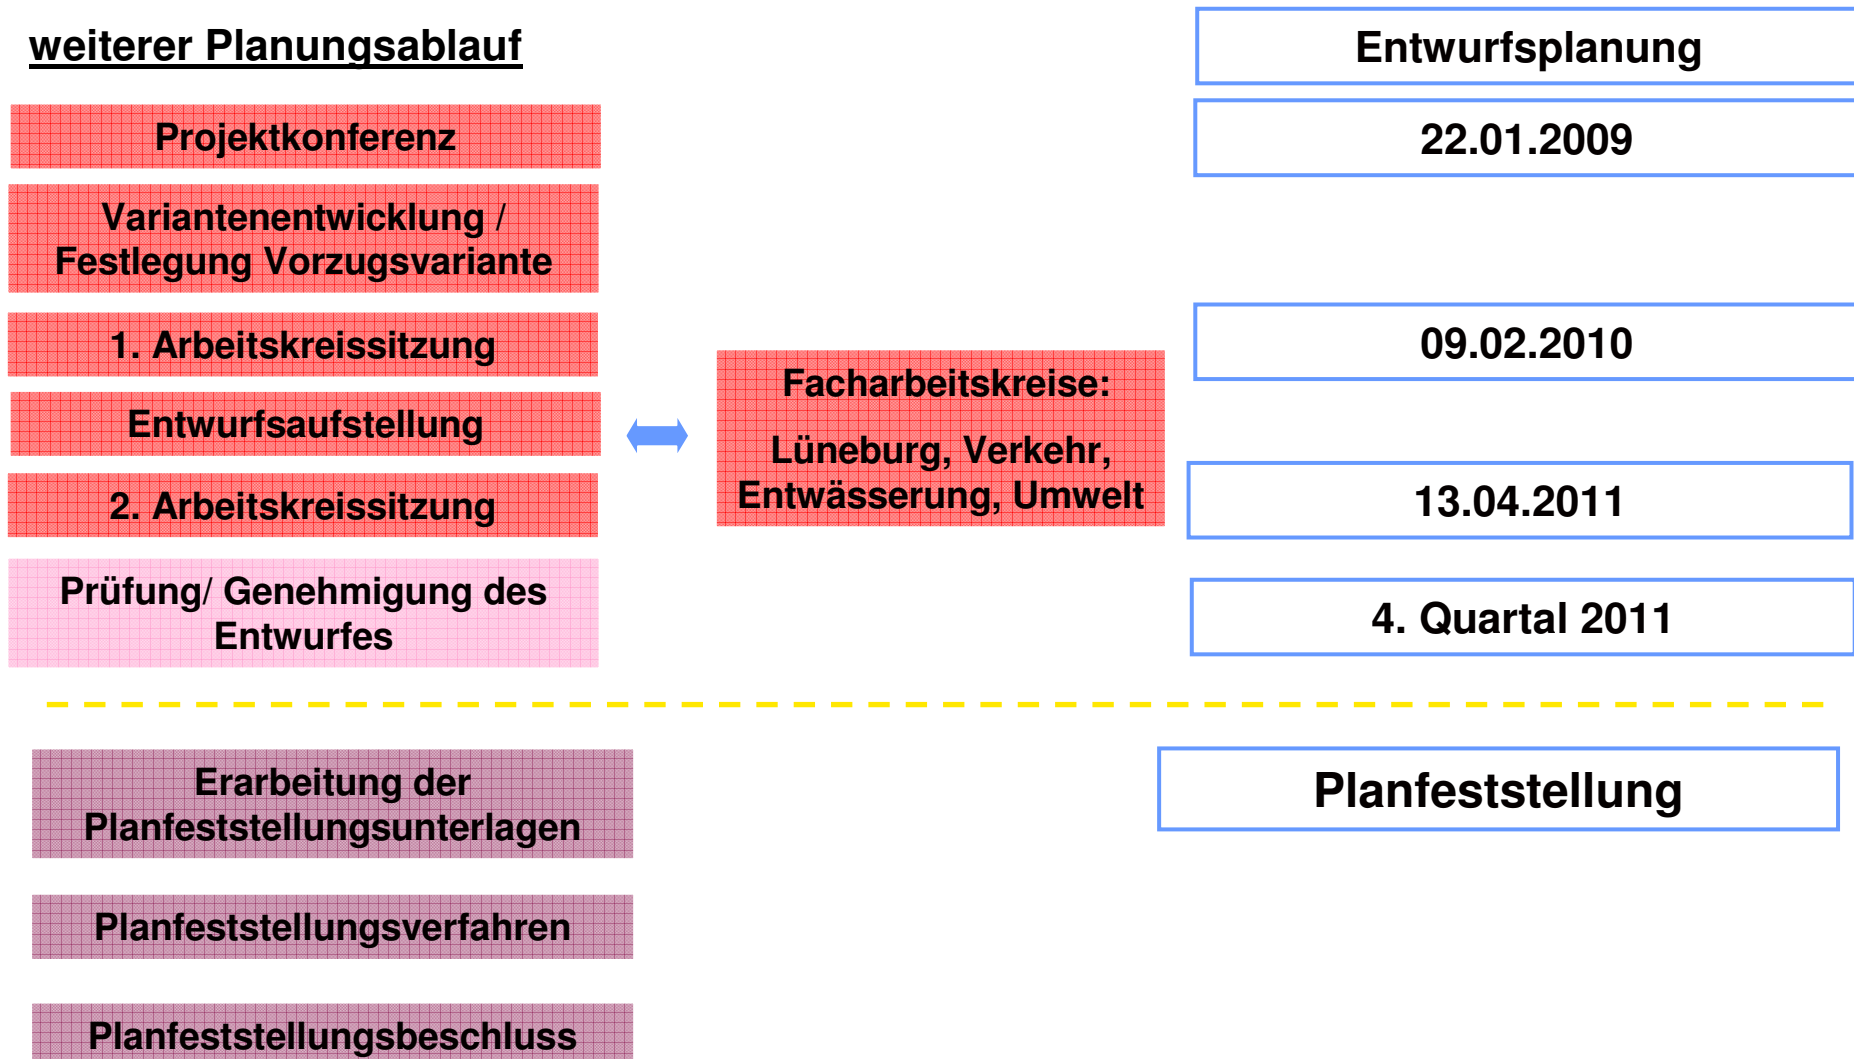 weiterer Planungsablauf
Entwurfsplanung
Projektkonferenz
22.01.2009
Variantenentwicklung /
Festlegung Vorzugsvariante
1. Arbeitskreissitzung
09.02.2010
Facharbeitskreise:
Lüneburg, Verkehr,
Entwässerung, Umwelt
Entwurfsaufstellung
2. Arbeitskreissitzung
13.04.2011
Prüfung/ Genehmigung des
Entwurfes
4. Quartal 2011
Erarbeitung der
Planfeststellungsunterlagen
Planfeststellung
Planfeststellungsverfahren
Planfeststellungsbeschluss